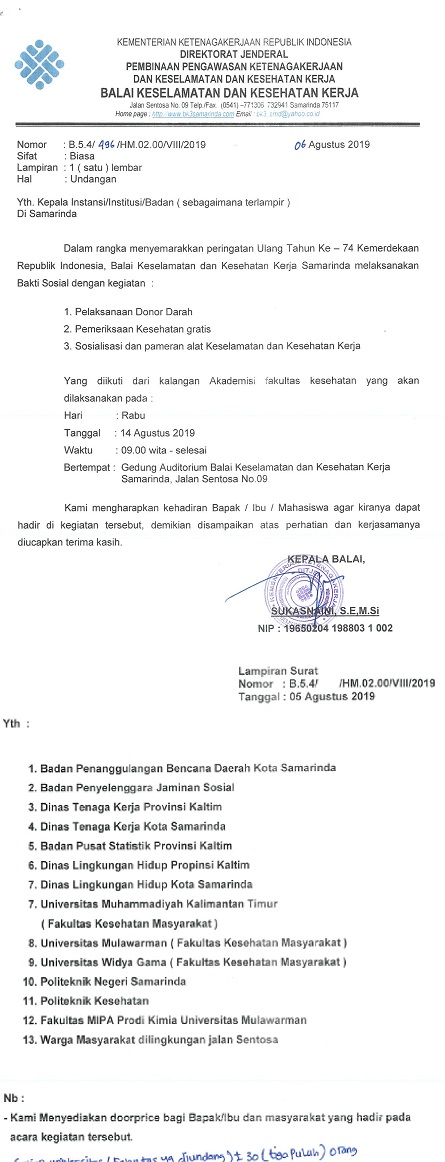 KEMENTERIAN KETENAGAKERJAAN REPUBLIK INDONESIA
DIREKTORAT JENDERAL
PEMBINAAN PENGAWASAN KETENAGAKERJAAN
DAN KESELAMATAN DAN KESEHATAN KERJA
BALAI KESELAMATAN DAN KESEHATAN KERJA
Jalan Sentosa No. 09 Telp./Fax. (0541) –771306 732941 Samarinda 75117
Home page : http://www.bk3samarinda.com Email : bk3_smd@yahoo.co.id
Nomor : B.5.4/ 496 /HM.02.00/VIII/2019 06 Agustus 2019
Sifat : Biasa
Lampiran : 1 ( satu ) lembar
Hal : Undangan
Yth. Kepala Instansi/Institusi/Badan ( sebagaimana terlampir )
Di Samarinda
Dalam rangka menyemarakkan peringatan Ulang Tahun Ke – 74 Kemerdekaan
Republik Indonesia, Balai Keselamatan dan Kesehatan Kerja Samarinda melaksanakan
Bakti Sosial dengan kegiatan :
1. Pelaksanaan Donor Darah
2. Pemeriksaan Kesehatan gratis
3. Sosialisasi dan pameran alat Keselamatan dan Kesehatan Kerja
Yang diikuti dari kalangan Akademisi fakultas kesehatan yang akan
dilaksanakan pada :
Hari : Rabu
Tanggal : 14 Agustus 2019
Waktu : 09.00 wita - selesai
Bertempat : Gedung Auditorium Balai Keselamatan dan Kesehatan Kerja
Samarinda, Jalan Sentosa No.09
Kami mengharapkan kehadiran Bapak / Ibu / Mahasiswa agar kiranya dapat
hadir di kegiatan tersebut, demikian disampaikan atas perhatian dan kerjasamanya
diucapkan terima kasih.
KEPALA BALAI,
SUKASNAINI, S.E,M.Si
NIP : 19650204 198803 1 002
Lampiran Surat
Nomor : B.5.4/ /HM.02.00/VIII/2019
Tanggal : 05 Agustus 2019
Yth :
1. Badan Penanggulangan Bencana Daerah Kota Samarinda
2. Badan Penyelenggara Jaminan Sosial
3. Dinas Tenaga Kerja Provinsi Kaltim
4. Dinas Tenaga Kerja Kota Samarinda
5. Badan Pusat Statistik Provinsi Kaltim
6. Dinas Lingkungan Hidup Propinsi Kaltim
7. Dinas Lingkungan Hidup Kota Samarinda
7. Universitas Muhammadiyah Kalimantan Timur
( Fakultas Kesehatan Masyarakat )
8. Universitas Mulawarman ( Fakultas Kesehatan Masyarakat )
9. Universitas Widya Gama ( Fakultas Kesehatan Masyarakat )
10. Politeknik Negeri Samarinda
11. Politeknik Kesehatan
12. Fakultas MIPA Prodi Kimia Universitas Mulawarman
13. Warga Masyarakat dilingkungan jalan Sentosa
Nb :
- Kami Menyediakan doorprice bagi Bapak/Ibu dan masyarakat yang hadir pada
acara kegiatan tersebut.
yg diundang) ± 30 (tiga puluh) orang